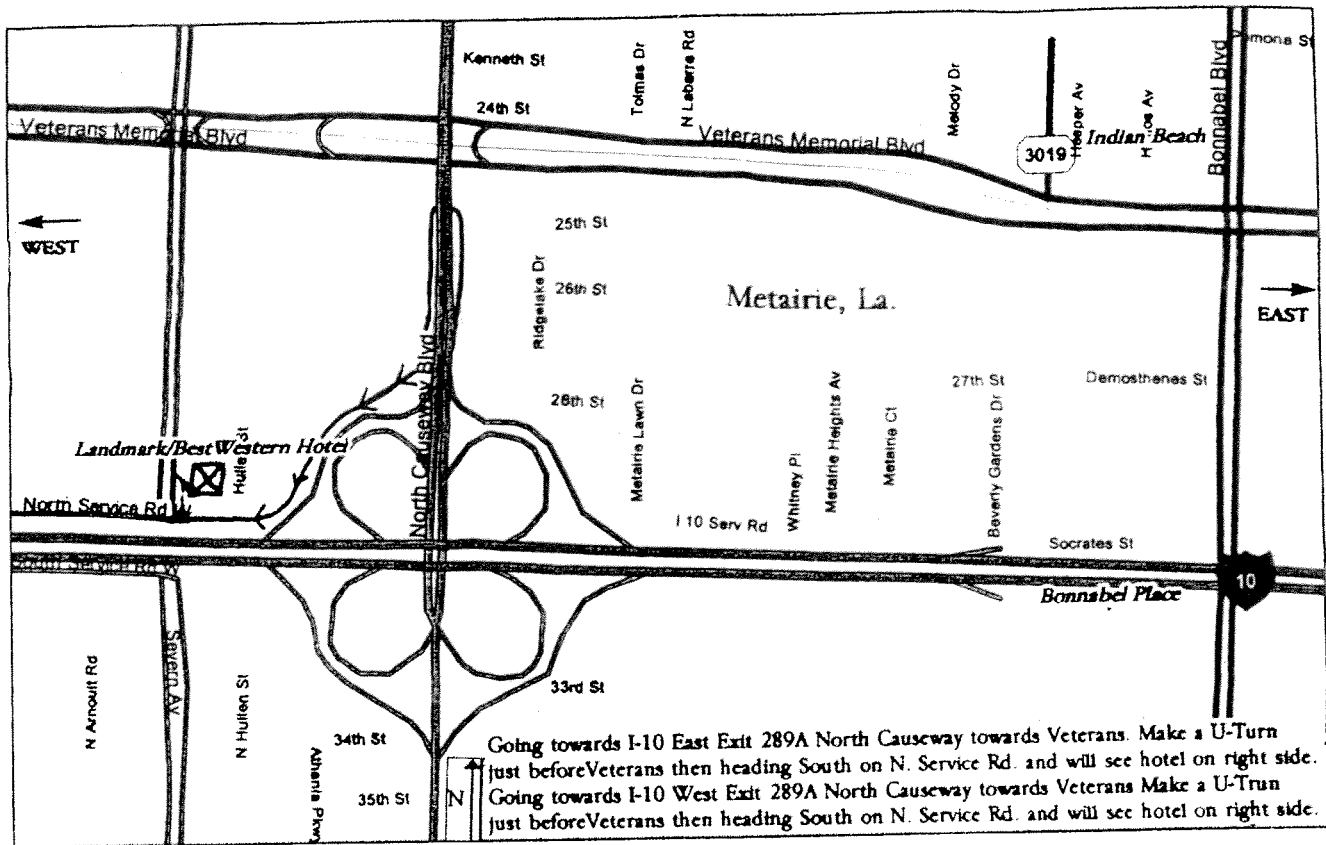 Kenneth St
Tolmas Dr
N Labarre Rd
Melody Dr
Bonnabel Blvd
24th St
Veterans Memorial Blvd
Veterans Memorial Blvd
3019
Indian Beach
25th St
WEST
Ridgelake Dr
26th St
Metairie, La.
EAST
North Causeway Blvd
26th St
Metairie Lawn Dr
Metairie Heights Av
Metairie Ct
27th St
Demosthenes St
Landmark/Best Western Hotel
Hullen St
Whitney Pl
Beverly Gardens Dr
North Service Rd W
I 10 Serv Rd
Socrates St
South Service Rd W
10
Bonnabel Place
N Arnoult Rd
Severn Av
N Hullen St
33rd St
34th St
Athania Pkwy
35th St
N
Going towards I-10 East Exit 289A North Causeway towards Veterans. Make a U-Turn
just beforeVeterans then heading South on N. Service Rd. and will see hotel on right side.
Going towards I-10 West Exit 289A North Causeway towards Veterans Make a U-Trun
just beforeVeterans then heading South on N. Service Rd. and will see hotel on right side.